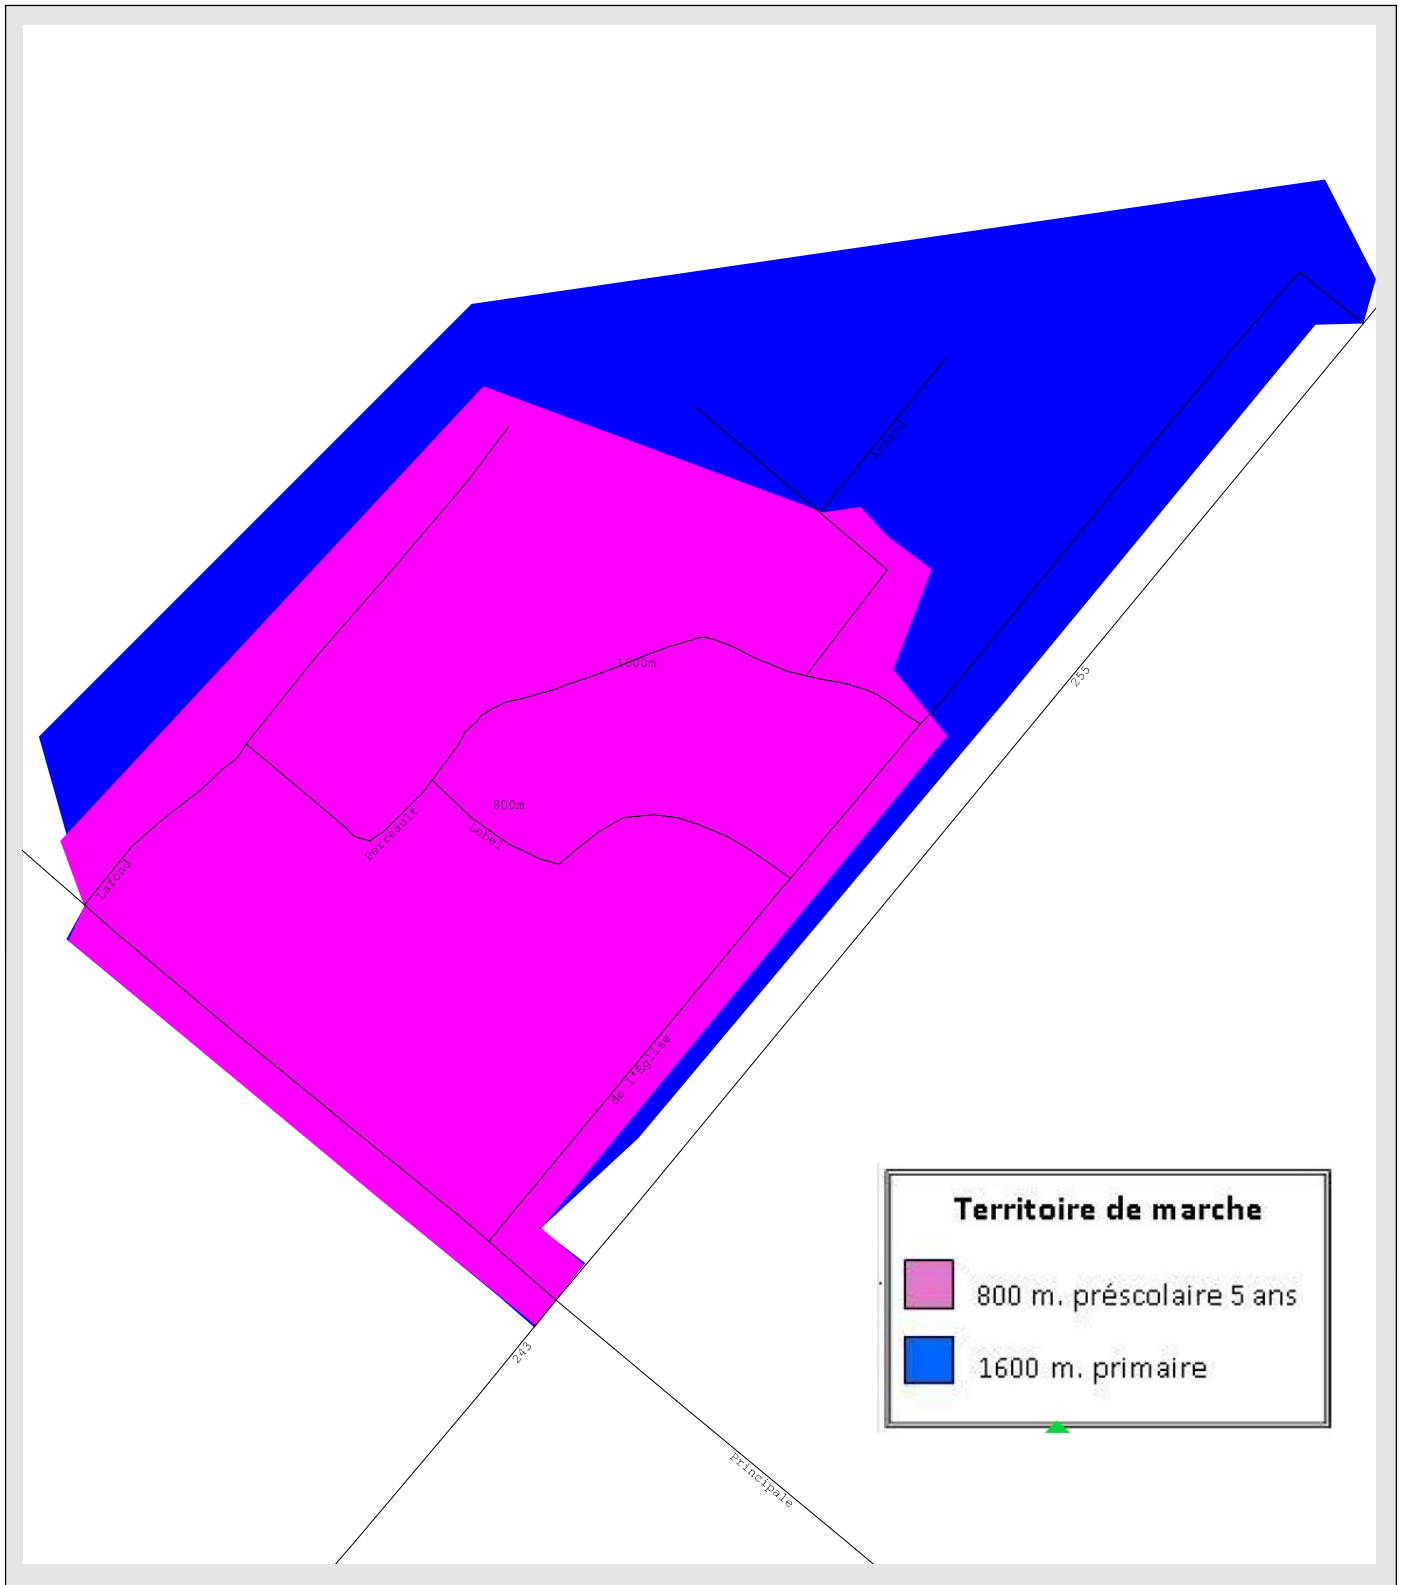 Armand
1600m
255
800m
Perreault
Lebel
Lafond
de l'Église
Territoire de marche
800 m. préscolaire 5 ans
1600 m. primaire
243
Principale